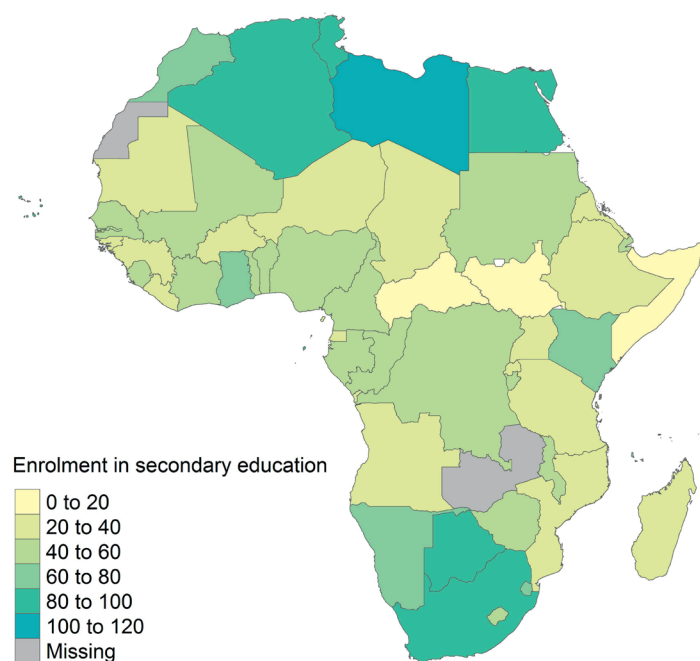 Enrolment in secondary education
0 to 20
20 to 40
40 to 60
60 to 80
80 to 100
100 to 120
Missing